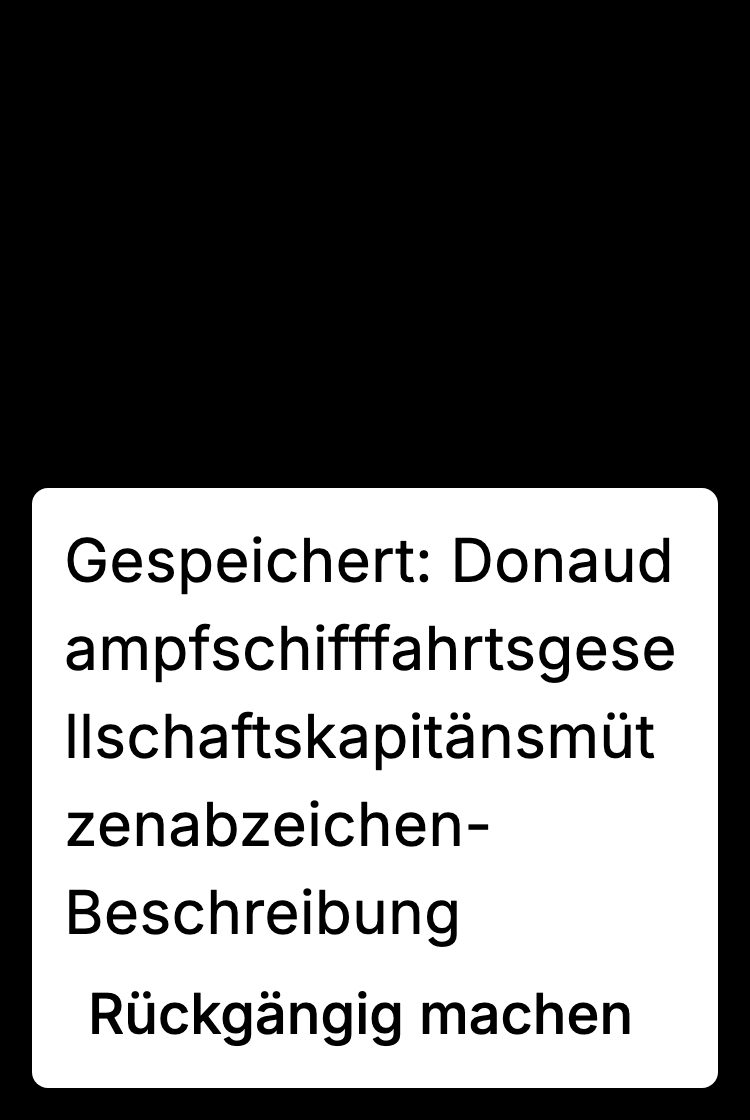 Gespeichert: Donaud
ampfschifffahrtsgese
llschaftskapitänsmüt
zenabzeichen-
Beschreibung
Rückgängig machen